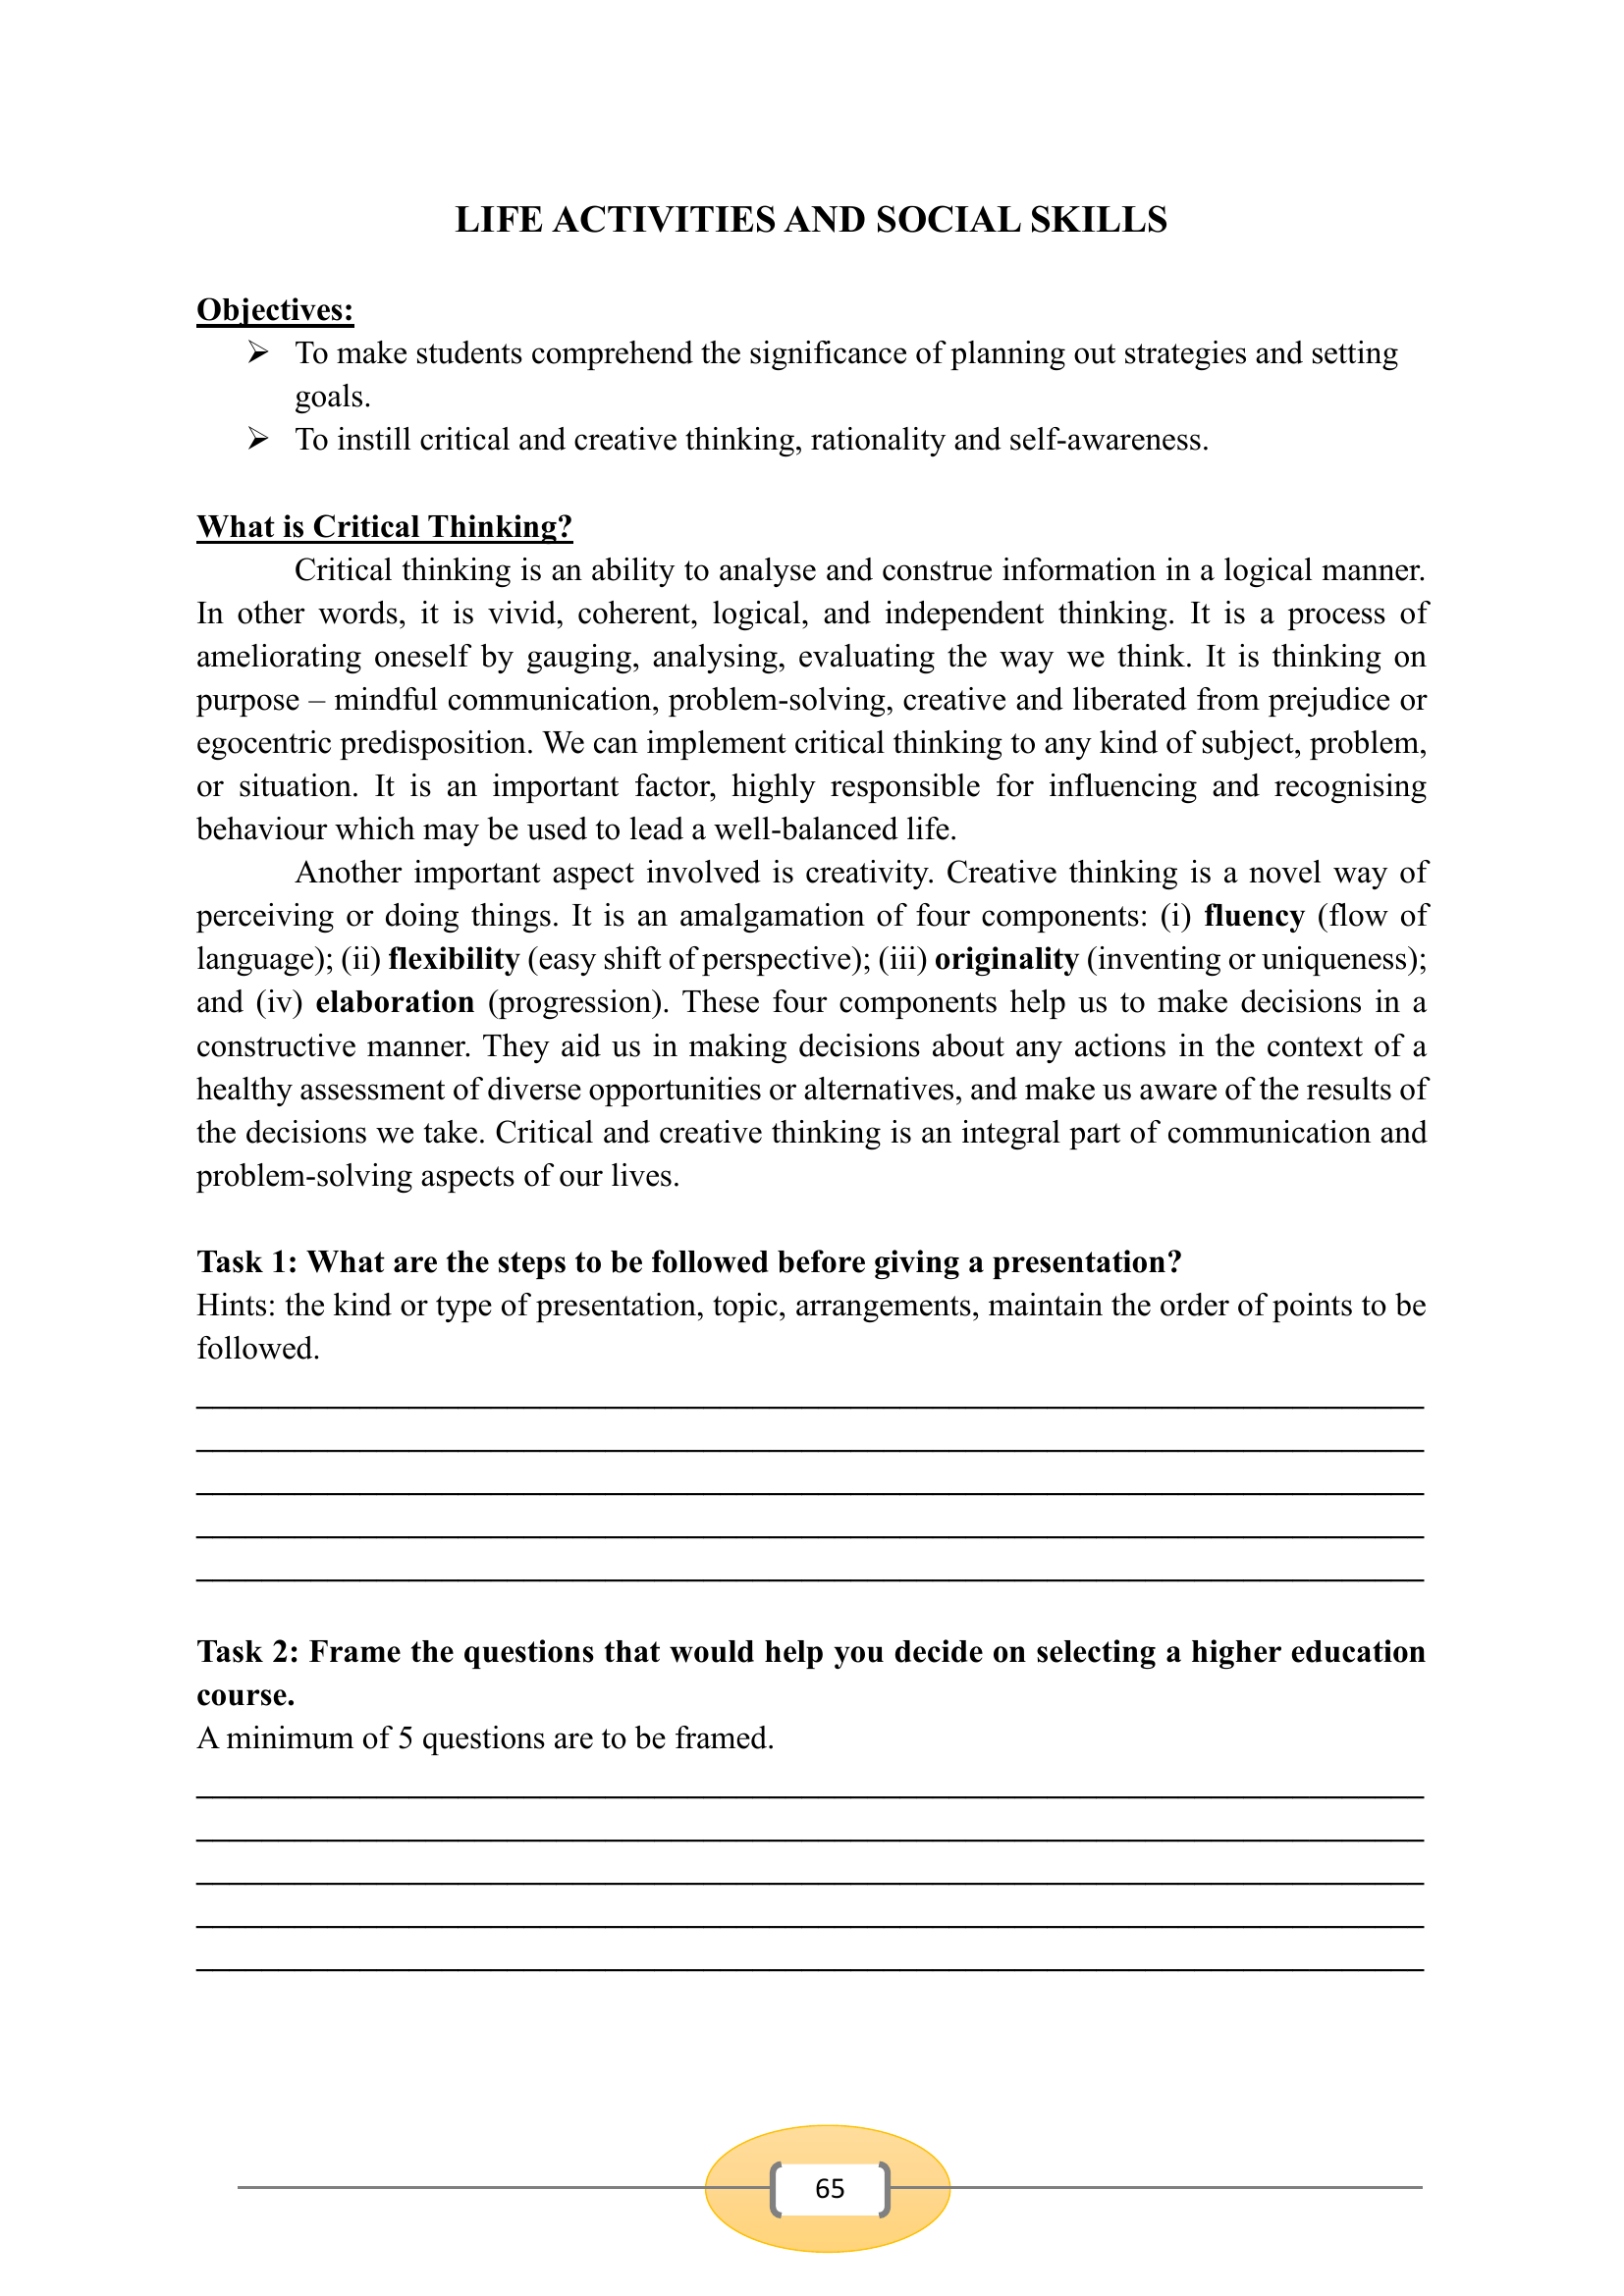 LIFE ACTIVITIES AND SOCIAL SKILLS
Objectives:
➢ To make students comprehend the significance of planning out strategies and setting
goals.
➢ To instill critical and creative thinking, rationality and self-awareness.
What is Critical Thinking?
Critical thinking is an ability to analyse and construe information in a logical manner.
In other words, it is vivid, coherent, logical, and independent thinking. It is a process of
ameliorating oneself by gauging, analysing, evaluating the way we think. It is thinking on
purpose – mindful communication, problem-solving, creative and liberated from prejudice or
egocentric predisposition. We can implement critical thinking to any kind of subject, problem,
or situation. It is an important factor, highly responsible for influencing and recognising
behaviour which may be used to lead a well-balanced life.
Another important aspect involved is creativity. Creative thinking is a novel way of
perceiving or doing things. It is an amalgamation of four components: (i) fluency (flow of
language); (ii) flexibility (easy shift of perspective); (iii) originality (inventing or uniqueness);
and (iv) elaboration (progression). These four components help us to make decisions in a
constructive manner. They aid us in making decisions about any actions in the context of a
healthy assessment of diverse opportunities or alternatives, and make us aware of the results of
the decisions we take. Critical and creative thinking is an integral part of communication and
problem-solving aspects of our lives.
Task 1: What are the steps to be followed before giving a presentation?
Hints: the kind or type of presentation, topic, arrangements, maintain the order of points to be
followed.
Task 2: Frame the questions that would help you decide on selecting a higher education
course.
A minimum of 5 questions are to be framed.
65